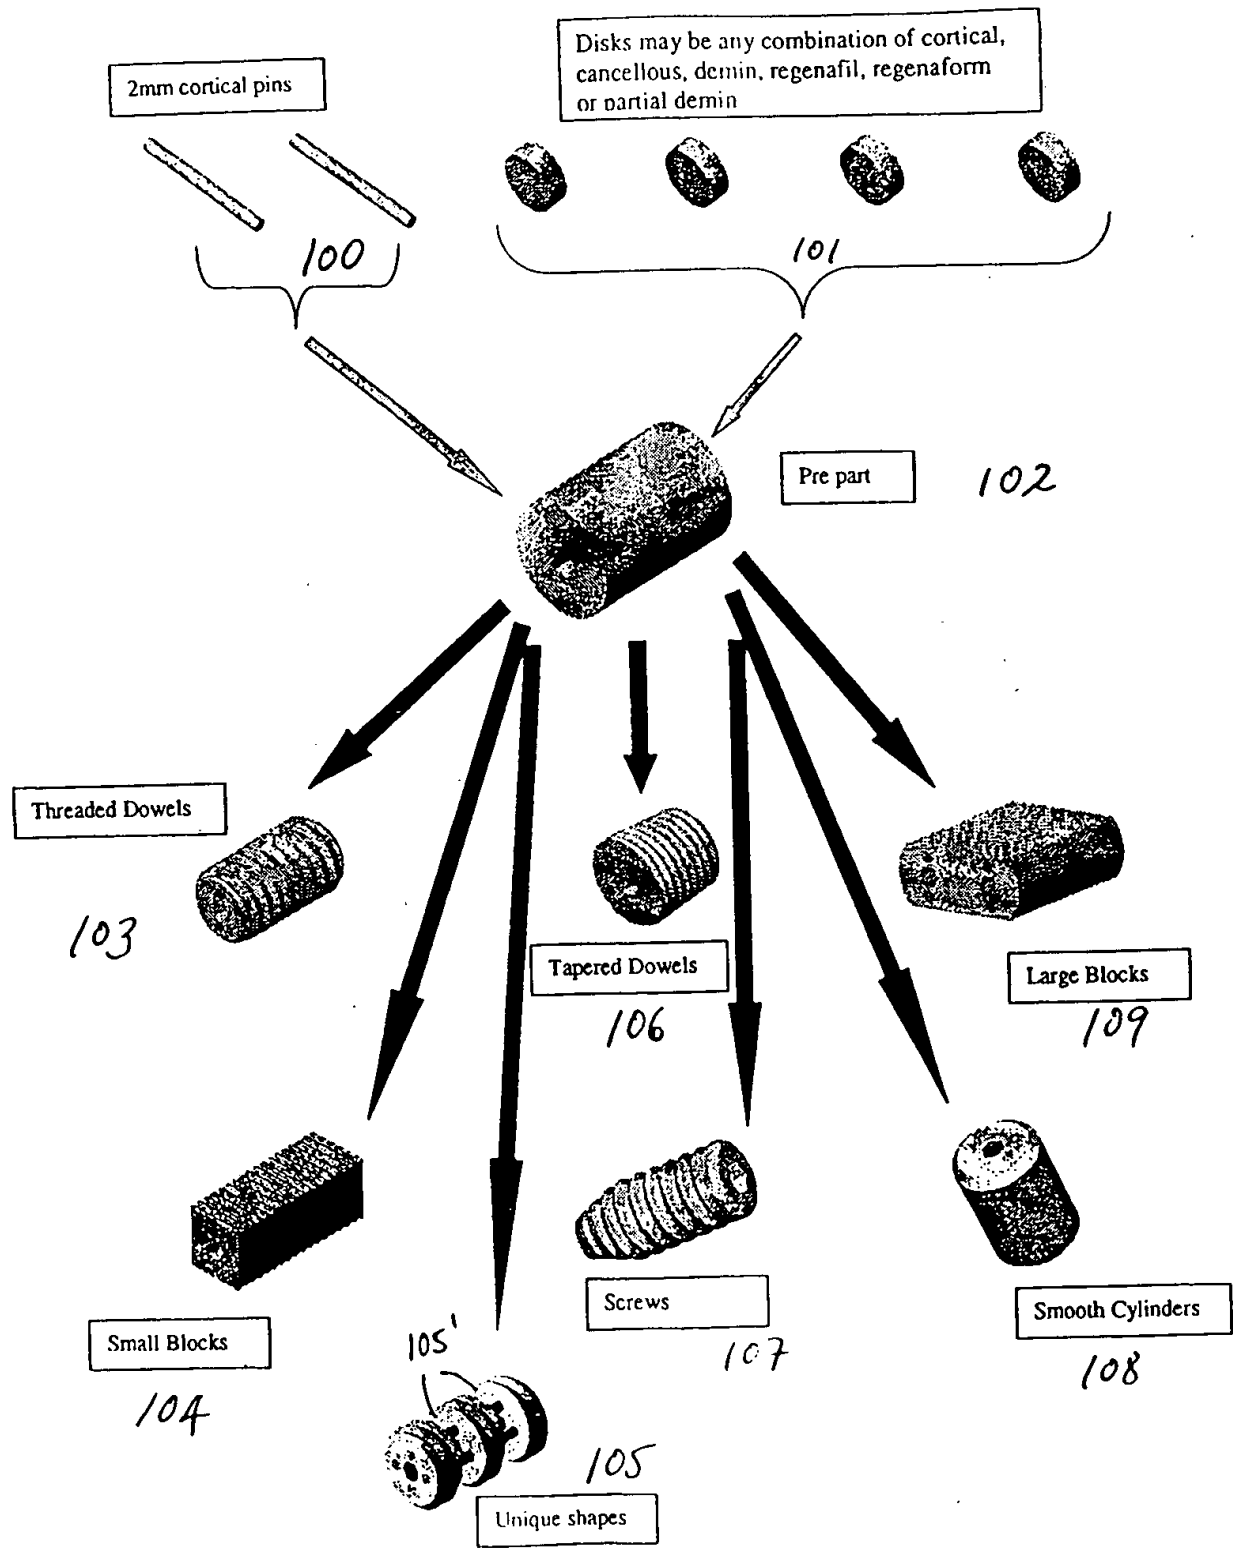 2mm cortical pins
Disks may be any combination of cortical,
cancellous, demin, regenafil, regenaform
or partial demin
100
101
Pre part
102
Threaded Dowels
103
Tapered Dowels
106
Large Blocks
109
Small Blocks
104
105'
105
Unique shapes
Screws
107
Smooth Cylinders
108